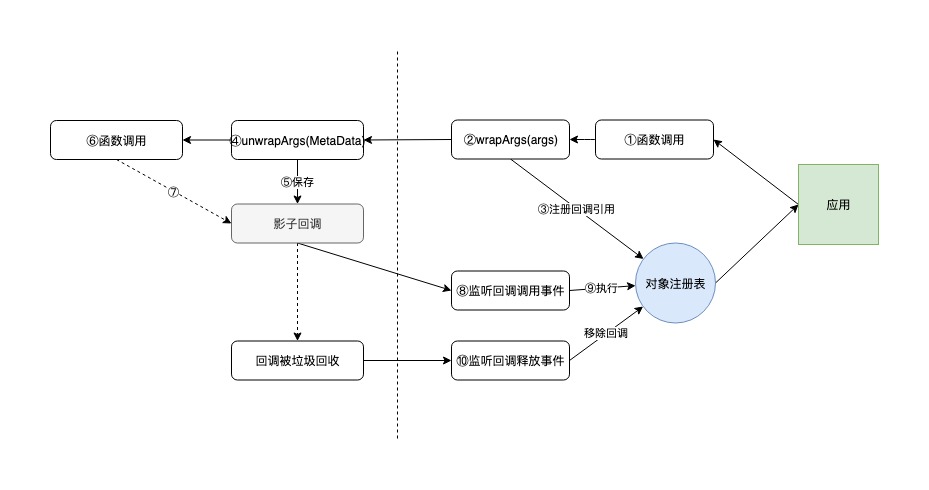 ⑥函数调用
④unwrapArgs(MetaData)
②wrapArgs(args)
①函数调用
⑤保存
⑦
影子回调
③注册回调引用
应用
⑧监听回调调用事件
⑨执行
对象注册表
移除回调
回调被垃圾回收
⑩监听回调释放事件